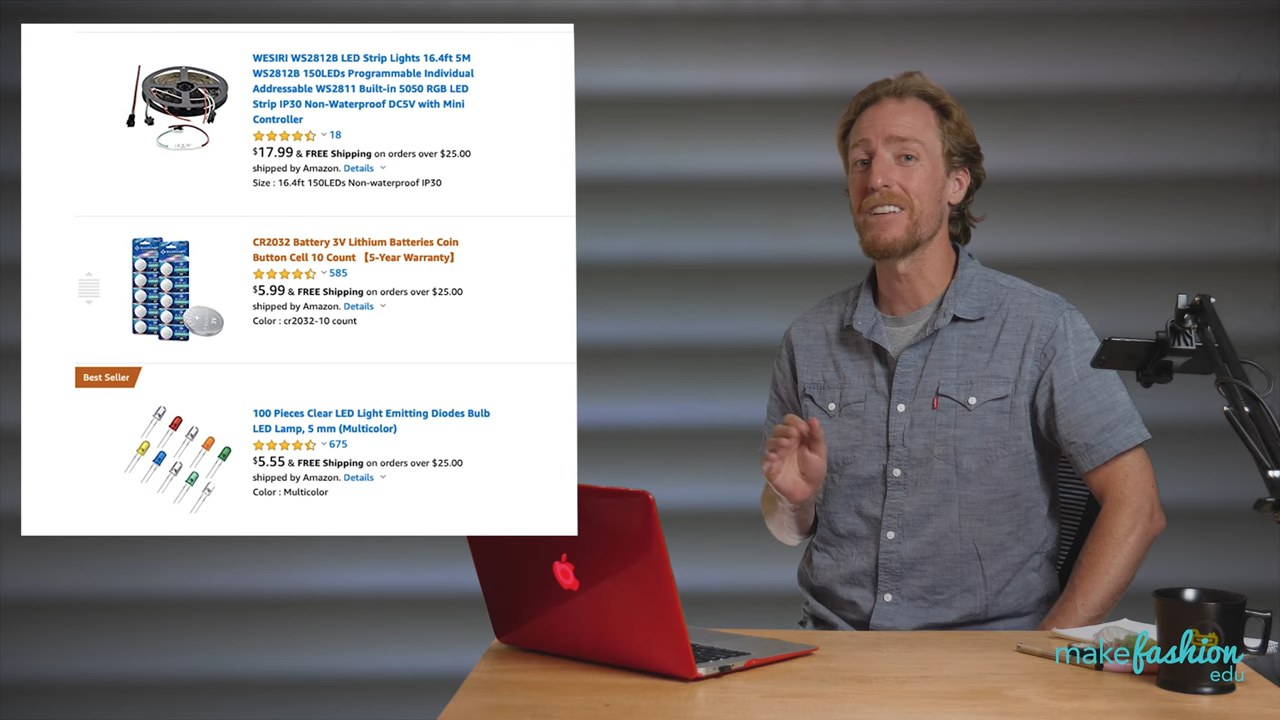 WESIRI WS2812B LED Strip Lights 16.4ft 5M
WS2812B 150LEDs Programmable Individual
Addressable WS2811 Built-in 5050 RGB LED
Strip IP30 Non-Waterproof DC5V with Mini
Controller
18
$17.99 & FREE Shipping on orders over $25.00
shipped by Amazon. Details
Size : 16.4ft 150LEDs Non-waterproof IP30
CR2032 Battery 3V Lithium Batteries Coin
Button Cell 10 Count 【5-Year Warranty】
585
$5.99 & FREE Shipping on orders over $25.00
shipped by Amazon. Details
Color : cr2032-10 count
Best Seller
100 Pieces Clear LED Light Emitting Diodes Bulb
LED Lamp, 5 mm (Multicolor)
675
$5.55 & FREE Shipping on orders over $25.00
shipped by Amazon. Details
Color : Multicolor
makefashion
edu